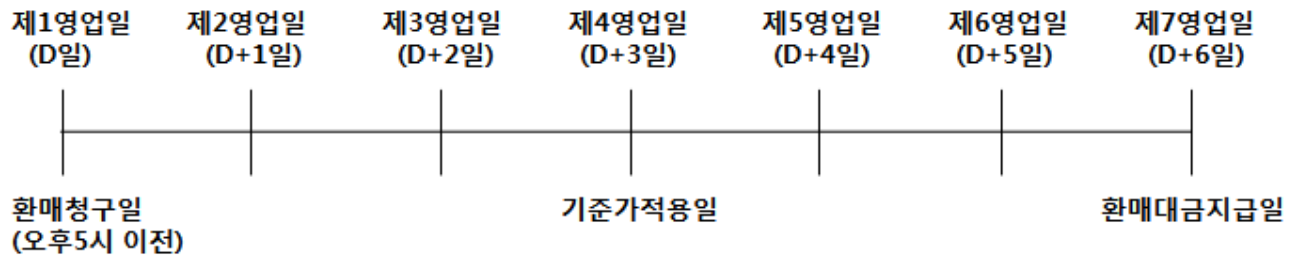 제1영업일 제2영업일 제3영업일 제4영업일 제5영업일 제6영업일 제7영업일
(D일) (D+1일) (D+2일) (D+3일) (D+4일) (D+5일) (D+6일)
환매청구일 기준가적용일 환매대금지급일
(오후5시 이전)